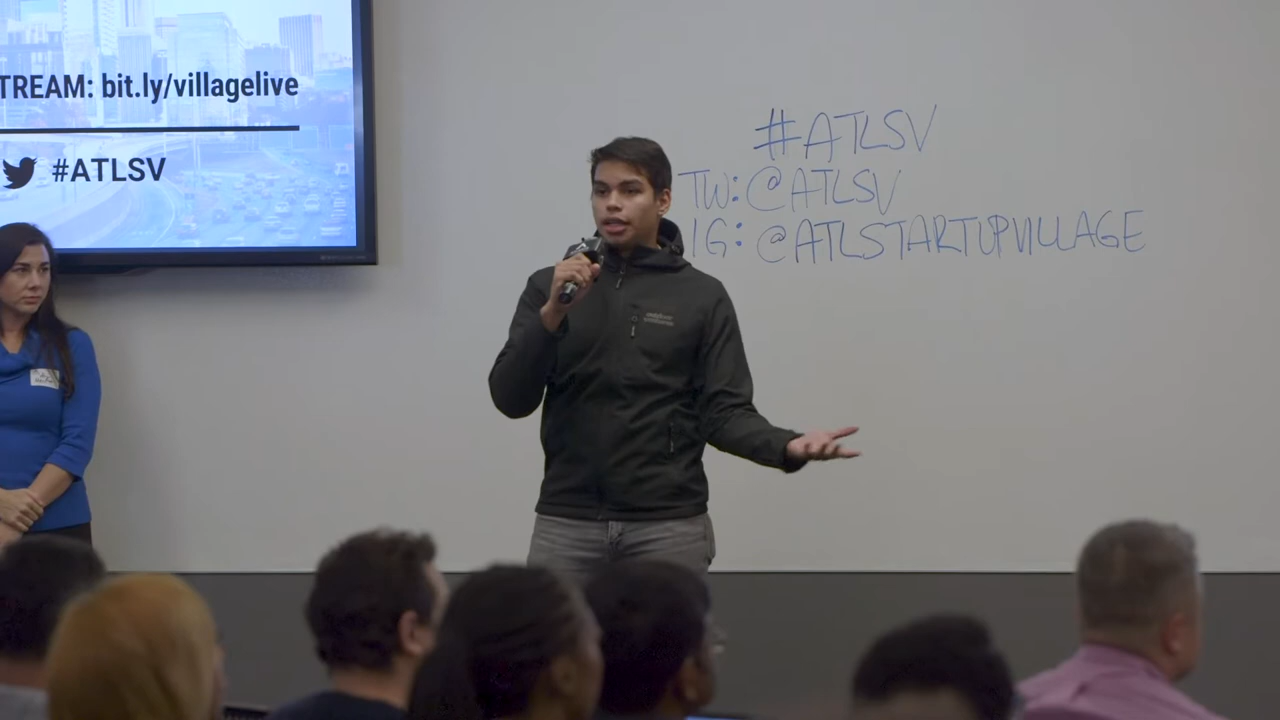 TREAM: bit.ly/villagelive
#ATLSV
#ATLSV
TW: @ATLSV
IG: @ATLSTARTUPVILLAGE